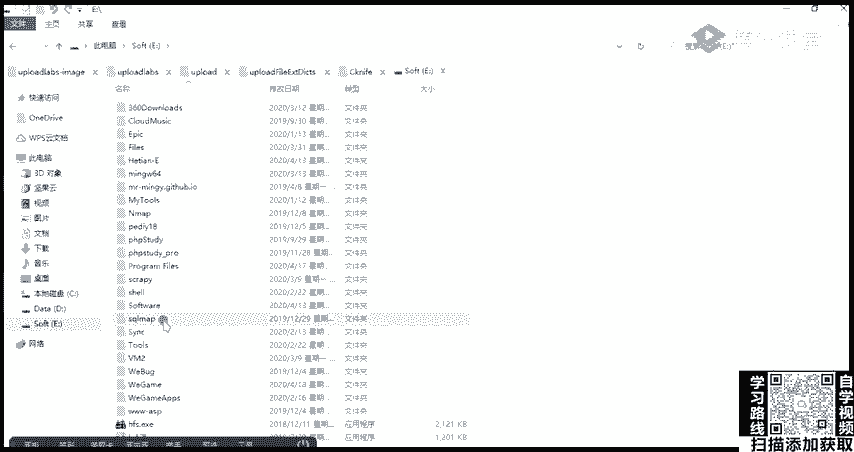 E:\
文件 主页 共享 查看
此电脑 > Soft (E:) >
uploadlabs-image × uploadlabs × upload × uploadFileExtDicts × Cknife × Soft (E:) ×
名称 修改日期 类型 大小
快速访问
OneDrive
WPS云文档
此电脑
3D 对象
坚果云
视频
图片
文档
下载
音乐
桌面
本地磁盘 (C:)
Data (D:)
Soft (E:)
网络
360Downloads 2020/3/12 星期... 文件夹
CloudMusic 2019/9/30 星期... 文件夹
Epic 2020/1/13 星期... 文件夹
Files 2020/3/31 星期... 文件夹
Hetian-E 2020/4/13 星期... 文件夹
mingw64 2020/3/13 星期... 文件夹
mr-mingy.github.io 2019/4/8 星期一 ... 文件夹
MyTools 2020/1/12 星期... 文件夹
Nmap 2019/12/8 星期... 文件夹
pediy18 2019/12/5 星期... 文件夹
phpStudy 2019/9/29 星期... 文件夹
phpstudy_pro 2019/11/28 星期... 文件夹
Program Files 2020/4/17 星期... 文件夹
scrapy 2020/3/9 星期一 ... 文件夹
shell 2020/2/22 星期... 文件夹
Software 2020/4/13 星期... 文件夹
sqlmap 2019/12/29 星期... 文件夹
Sync 2020/2/13 星期... 文件夹
Tools 2020/2/22 星期... 文件夹
VM2 2020/3/9 星期一 ... 文件夹
WeBug 2019/12/4 星期... 文件夹
WeGame 星期... 文件夹
WeGameApps 星期... 文件夹
www-asp 2019/12/4 星期... 文件夹
hfs.exe 2018/12/11 星期... 应用程序 2,121 KB
应用程序 1,201 KB
学习路线
自学视频
扫描添加获取